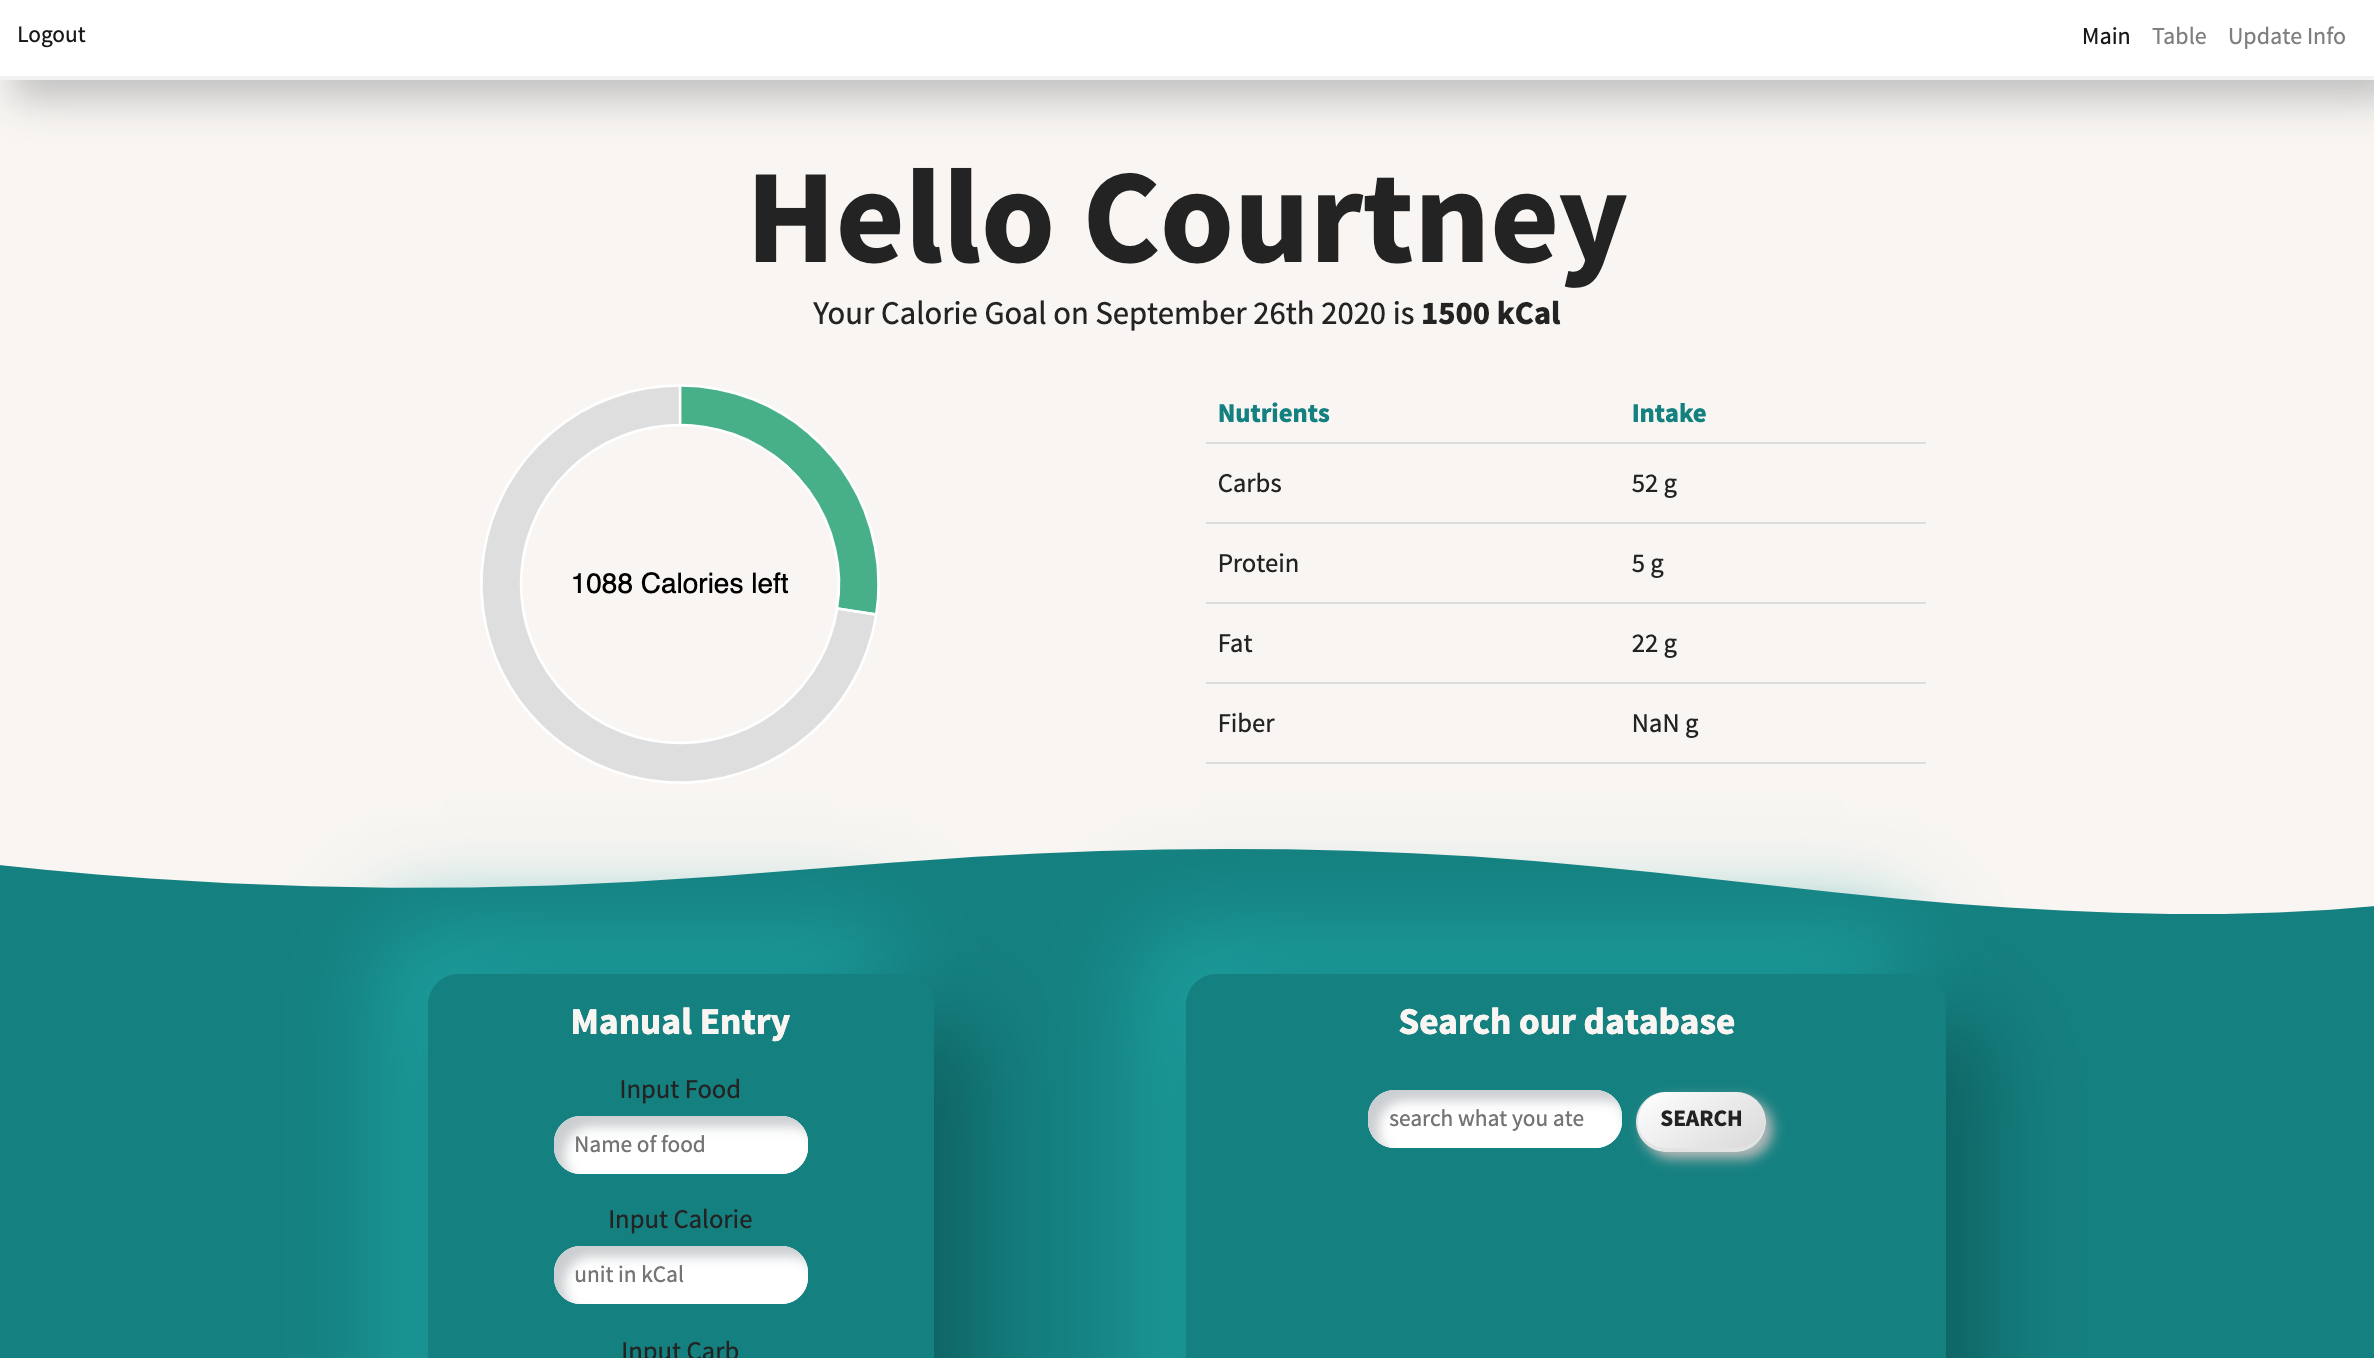 Logout
Main Table Update Info
Hello Courtney
Your Calorie Goal on September 26th 2020 is 1500 kCal
1088 Calories left
Nutrients Intake
Carbs 52 g
Protein 5 g
Fat 22 g
Fiber NaN g
Manual Entry
Input Food
Name of food
Input Calorie
unit in kCal
Input Carb
Search our database
search what you ate SEARCH